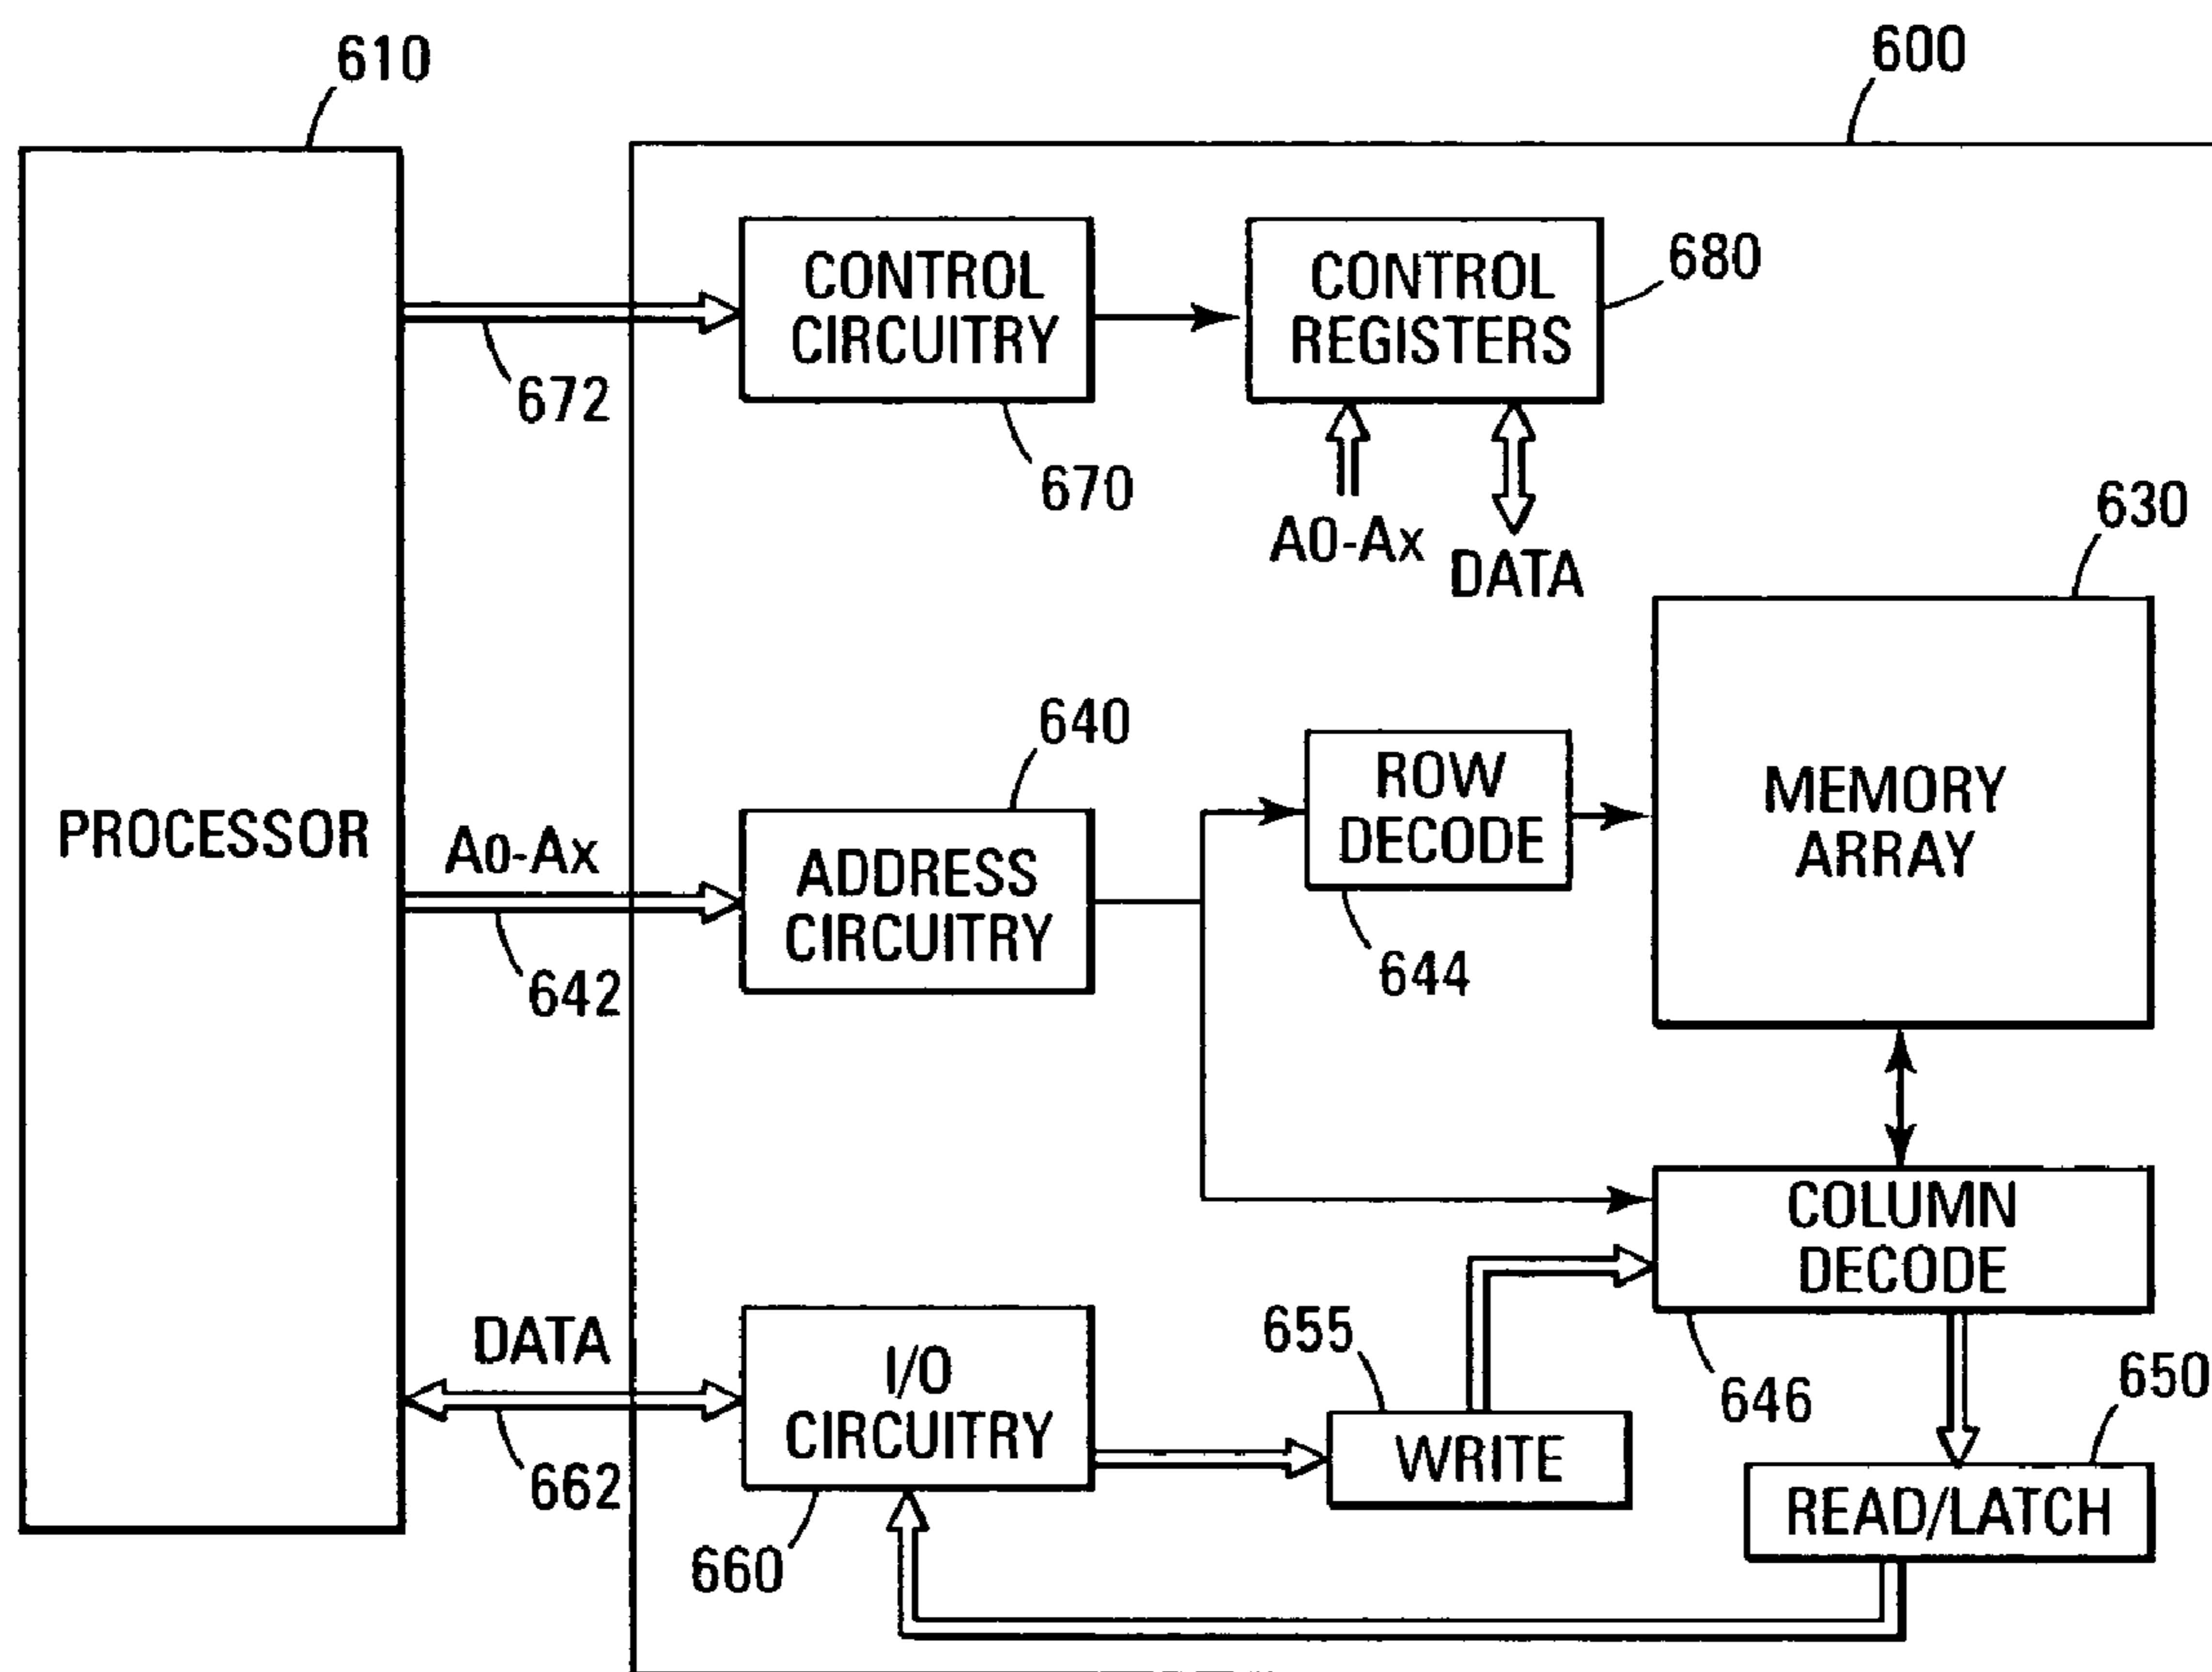 610
600
CONTROL
CIRCUITRY
CONTROL
REGISTERS
680
672
670
A0-Ax
DATA
630
640
ROW
DECODE
MEMORY
ARRAY
PROCESSOR
A0-Ax
ADDRESS
CIRCUITRY
642
644
COLUMN
DECODE
DATA
655
I/O
CIRCUITRY
646
650
WRITE
662
660
READ/LATCH